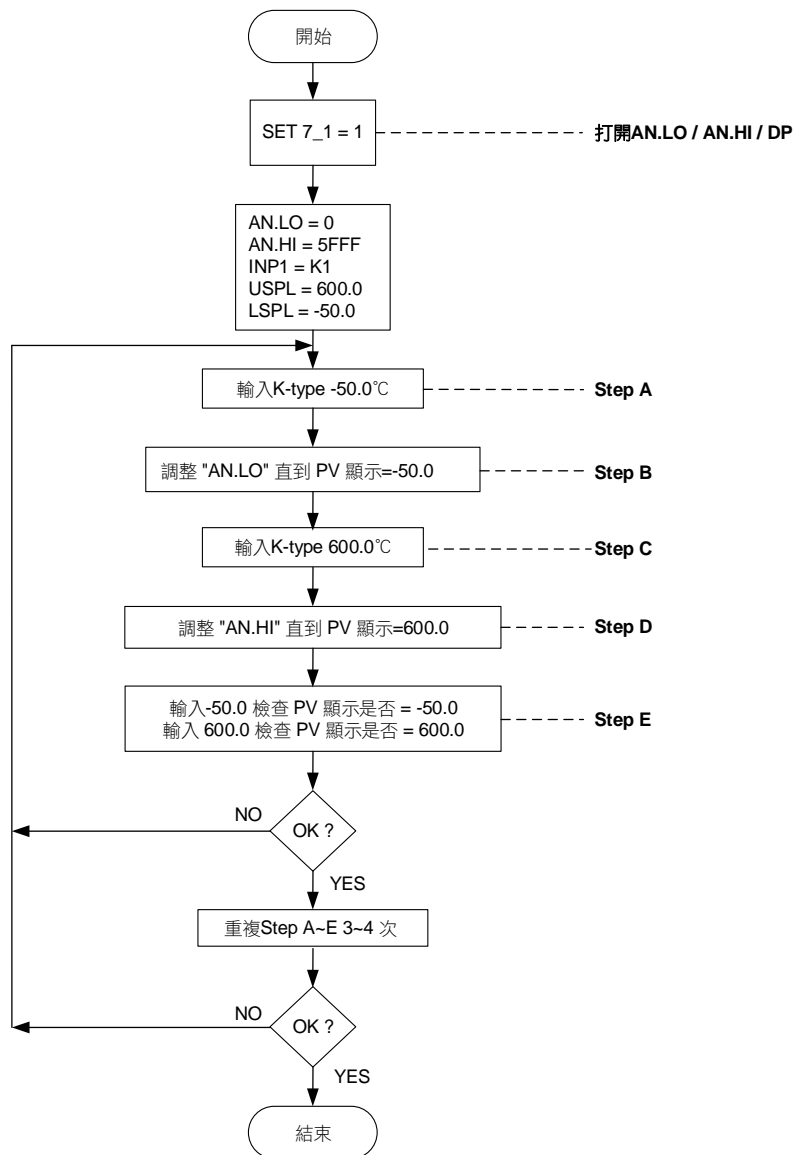 開始
SET 7_1 = 1
打開AN.LO / AN.HI / DP
AN.LO = 0
AN.HI = 5FFF
INP1 = K1
USPL = 600.0
LSPL = -50.0
輸入K-type -50.0℃
Step A
調整 "AN.LO" 直到 PV 顯示=-50.0
Step B
輸入K-type 600.0℃
Step C
調整 "AN.HI" 直到 PV 顯示=600.0
Step D
輸入-50.0 檢查 PV 顯示是否 = -50.0
輸入 600.0 檢查 PV 顯示是否 = 600.0
Step E
NO
OK ?
YES
重複Step A~E 3~4 次
NO
OK ?
YES
結束